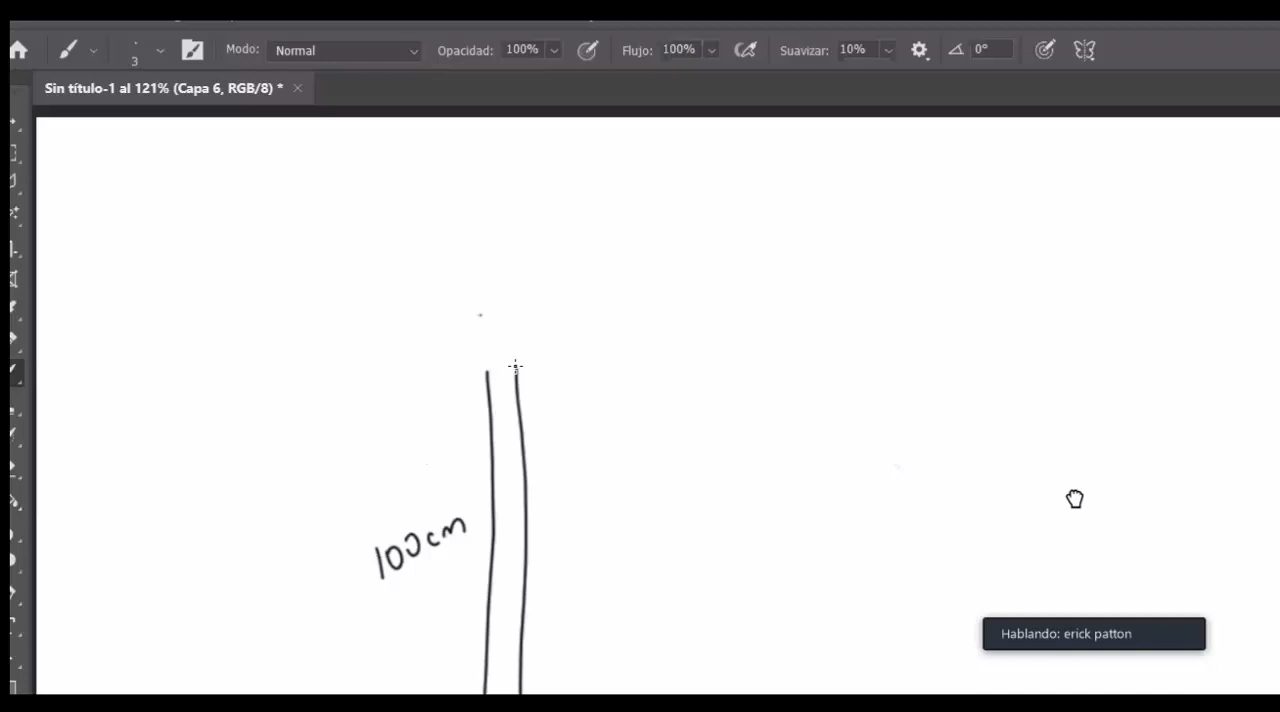 3
Modo: Normal Opacidad: 100% Flujo: 100% Suavizar: 10% 0°
Sin título-1 al 121% (Capa 6, RGB/8) * ×
100cm
Hablando: erick patton